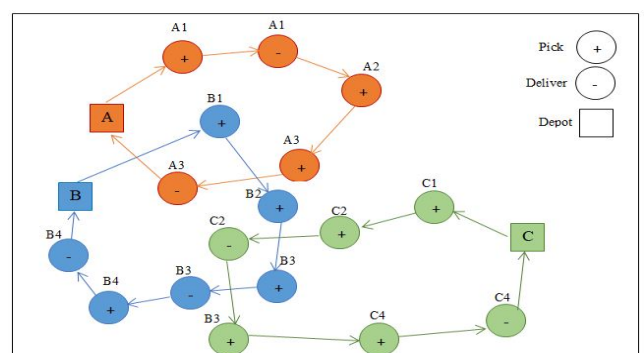 A1
+
A1
-
A2
+
A3
+
A3
-
A
B1
+
B2
+
B3
+
B3
-
B4
+
B4
-
B
C1
+
C2
+
C2
-
B3
+
C4
+
C4
-
C
Pick
+
Deliver
-
Depot